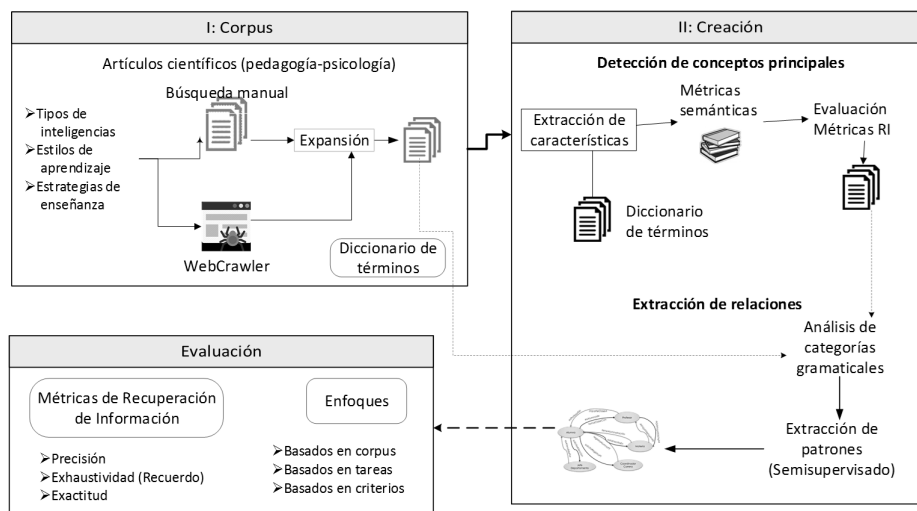 I: Corpus
Artículos científicos (pedagogía-psicología)
Búsqueda manual
➢Tipos de
inteligencias
➢Estilos de
aprendizaje
➢Estrategias de
enseñanza
Expansión
WebCrawler
Diccionario de
términos
II: Creación
Detección de conceptos principales
Extracción de
características
Métricas
semánticas
Evaluación
Métricas RI
Diccionario
de términos
Extracción de relaciones
Análisis de
categorías
gramaticales
Extracción de
patrones
(Semisupervisado)
Evaluación
Métricas de Recuperación
de Información
➢Precisión
➢Exhaustividad (Recuerdo)
➢Exactitud
Enfoques
➢Basados en corpus
➢Basados en tareas
➢Basados en criterios